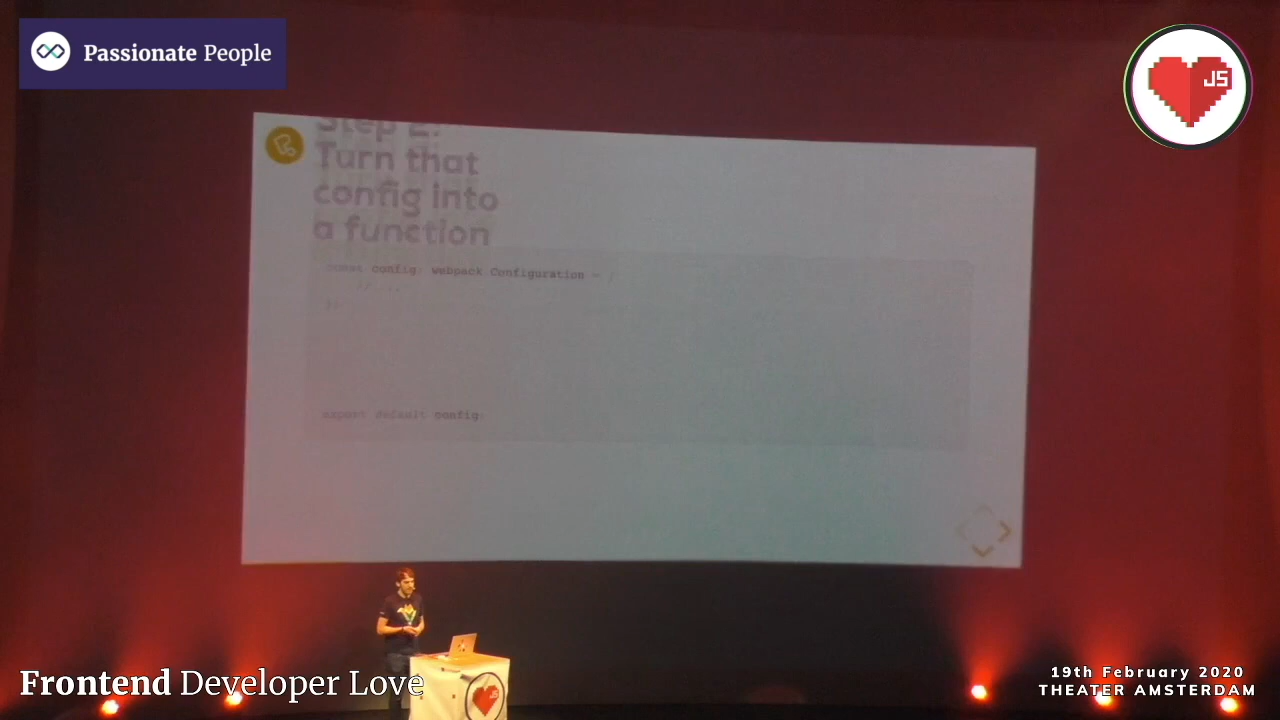 Passionate People
JS
Step 2:
Turn that
config into
a function
const config: webpack.Configuration = {
// ...
};
export default config;
JS
Frontend Developer Love
19th February 2020
THEATER AMSTERDAM